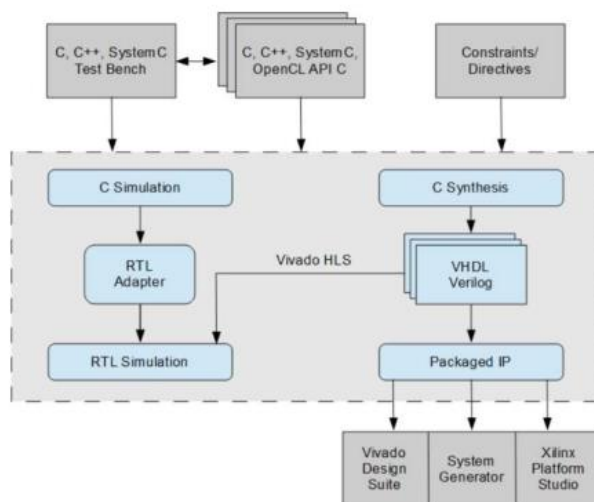 C, C++, SystemC
Test Bench
C, C++, SystemC,
OpenCL API C
Constraints/
Directives
C Simulation
C Synthesis
RTL
Adapter
Vivado HLS
VHDL
Verilog
RTL Simulation
Packaged IP
Vivado
Design
Suite
System
Generator
Xilinx
Platform
Studio